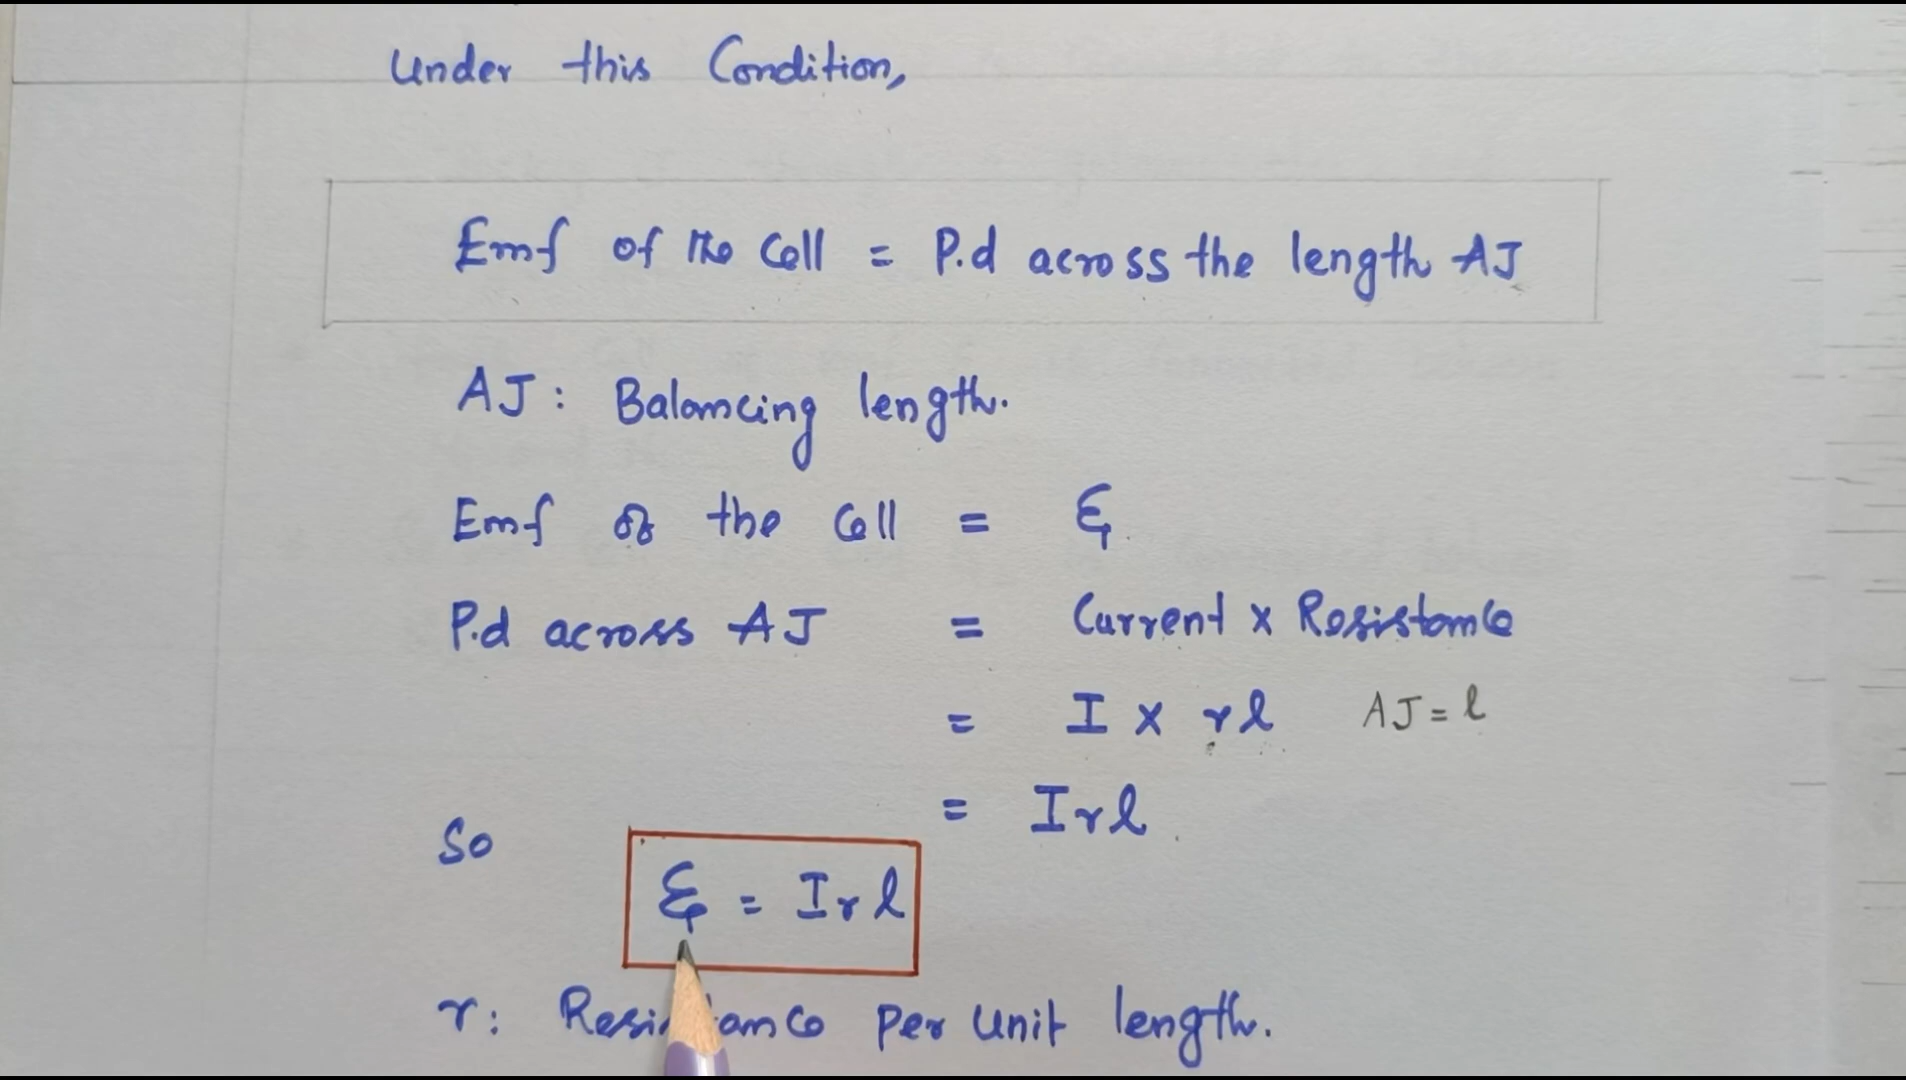 Under this Condition,
Emf of the Cell = P.d across the length AJ
AJ: Balancing length.
Emf of the Cell = ξ
P.d across AJ = Current x Resistance
= I x rl AJ = l
= Irl
So
ξ = Irl
r: Resistance Per Unit length.